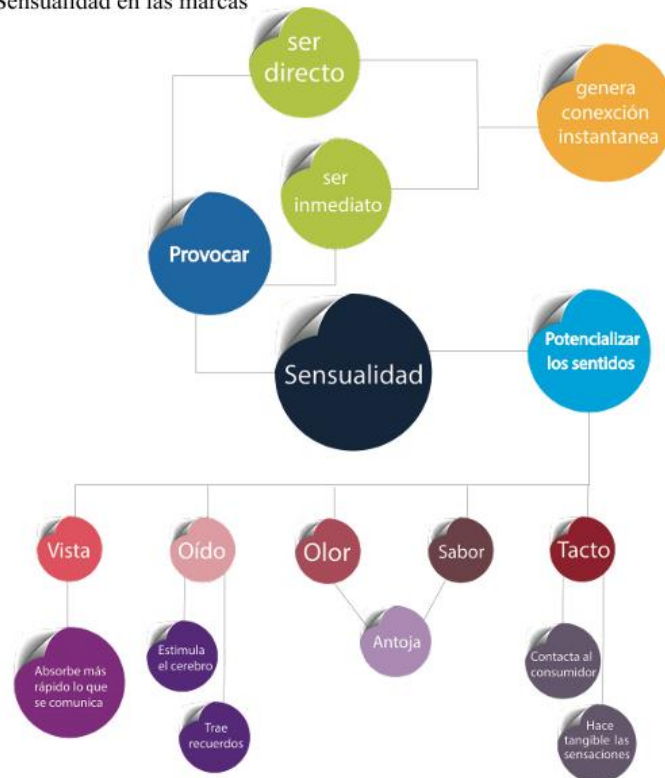 Sensualidad en las marcas
ser
directo
genera
conexción
instantanea
ser
inmediato
Provocar
Sensualidad
Potencializar
los sentidos
Vista
Oído
Olor
Sabor
Tacto
Absorbe más
rápido lo que
se comunica
Estimula
el cerebro
Trae
recuerdos
Antoja
Contacta al
consumidor
Hace
tangible las
sensaciones